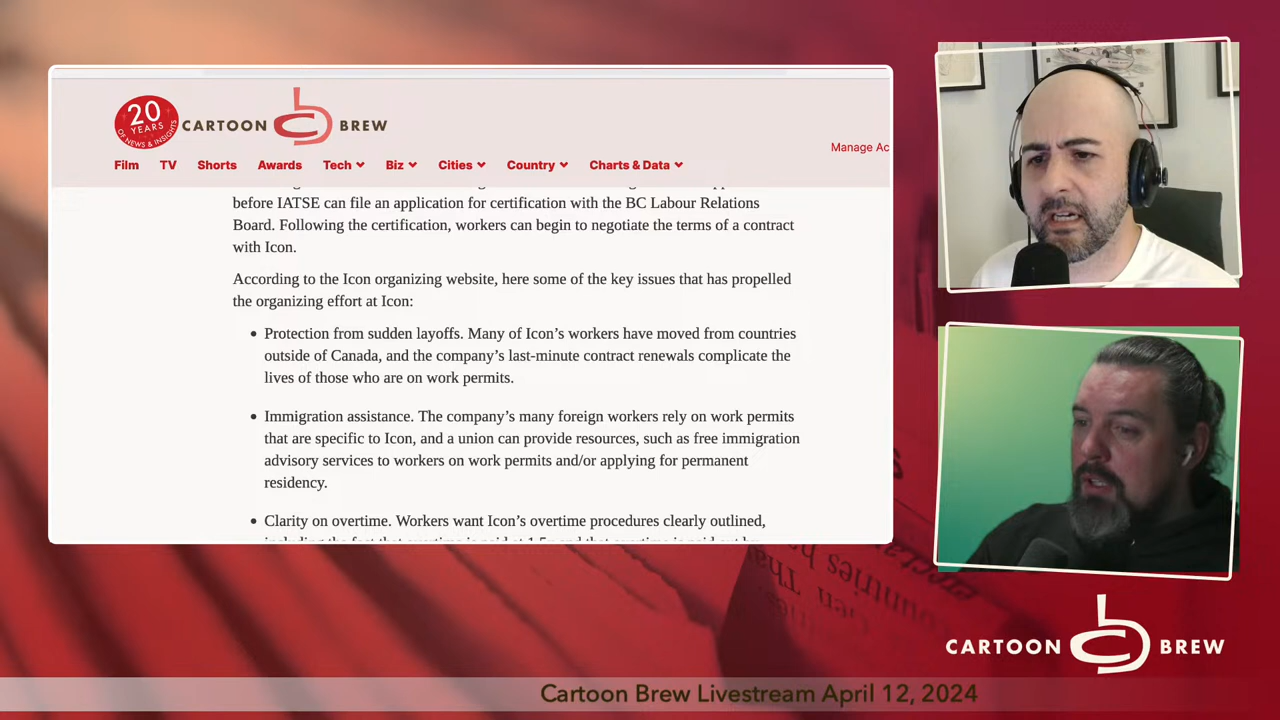 20
YEARS
OF NEWS & INSIGHTS
CARTOON BREW
Manage Ac
Film TV Shorts Awards Tech Biz Cities Country Charts & Data
before IATSE can file an application for certification with the BC Labour Relations
Board. Following the certification, workers can begin to negotiate the terms of a contract
with Icon.
According to the Icon organizing website, here some of the key issues that has propelled
the organizing effort at Icon:
• Protection from sudden layoffs. Many of Icon's workers have moved from countries
outside of Canada, and the company's last-minute contract renewals complicate the
lives of those who are on work permits.
• Immigration assistance. The company's many foreign workers rely on work permits
that are specific to Icon, and a union can provide resources, such as free immigration
advisory services to workers on work permits and/or applying for permanent
residency.
• Clarity on overtime. Workers want Icon's overtime procedures clearly outlined,
CARTOON BREW
Cartoon Brew Livestream April 12, 2024